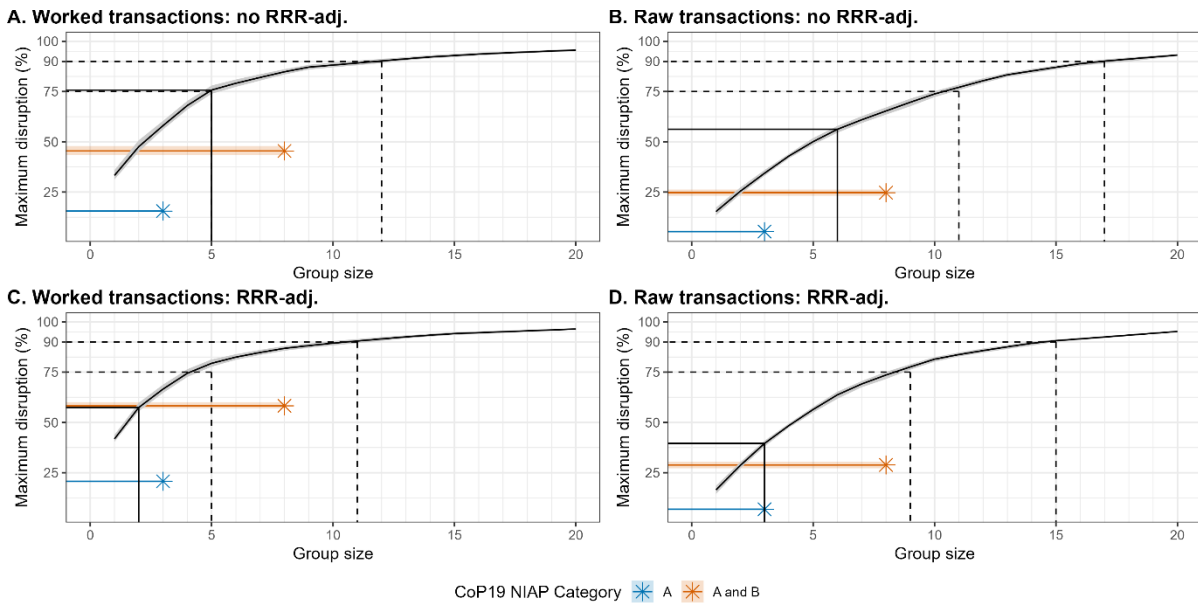 A. Worked transactions: no RRR-adj.
Maximum disruption (%)
100
90
75
50
25
0 5 10 15 20
Group size
B. Raw transactions: no RRR-adj.
Maximum disruption (%)
100
90
75
50
25
0 5 10 15 20
Group size
C. Worked transactions: RRR-adj.
Maximum disruption (%)
100
90
75
50
25
0 5 10 15 20
Group size
D. Raw transactions: RRR-adj.
Maximum disruption (%)
100
90
75
50
25
0 5 10 15 20
Group size
CoP19 NIAP Category A A and B